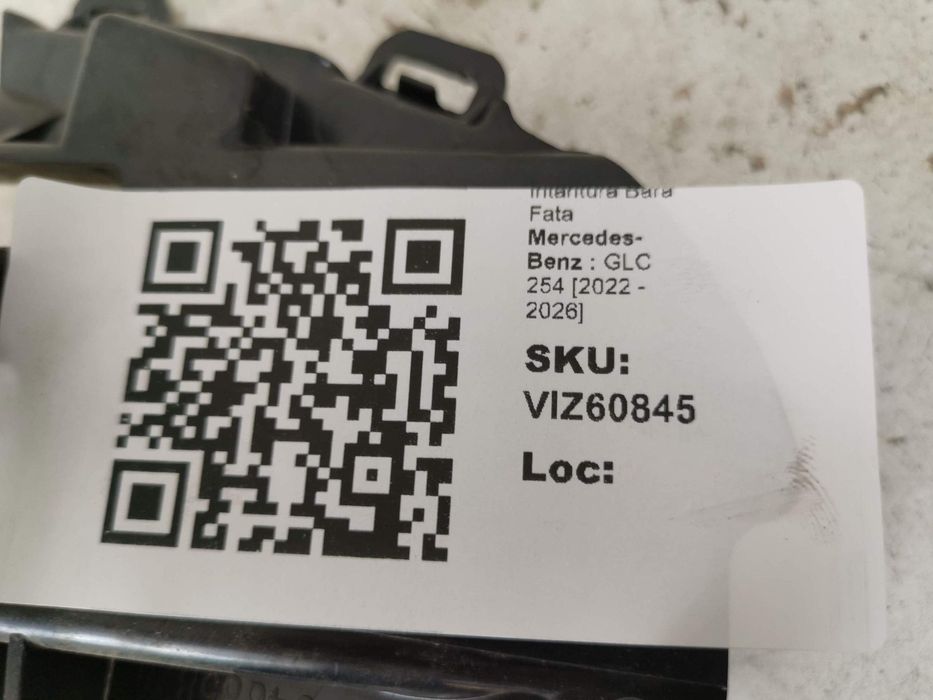 Intaritura Bara
Fata
Mercedes-
Benz : GLC
254 [2022 -
2026]
SKU:
VIZ60845
Loc: